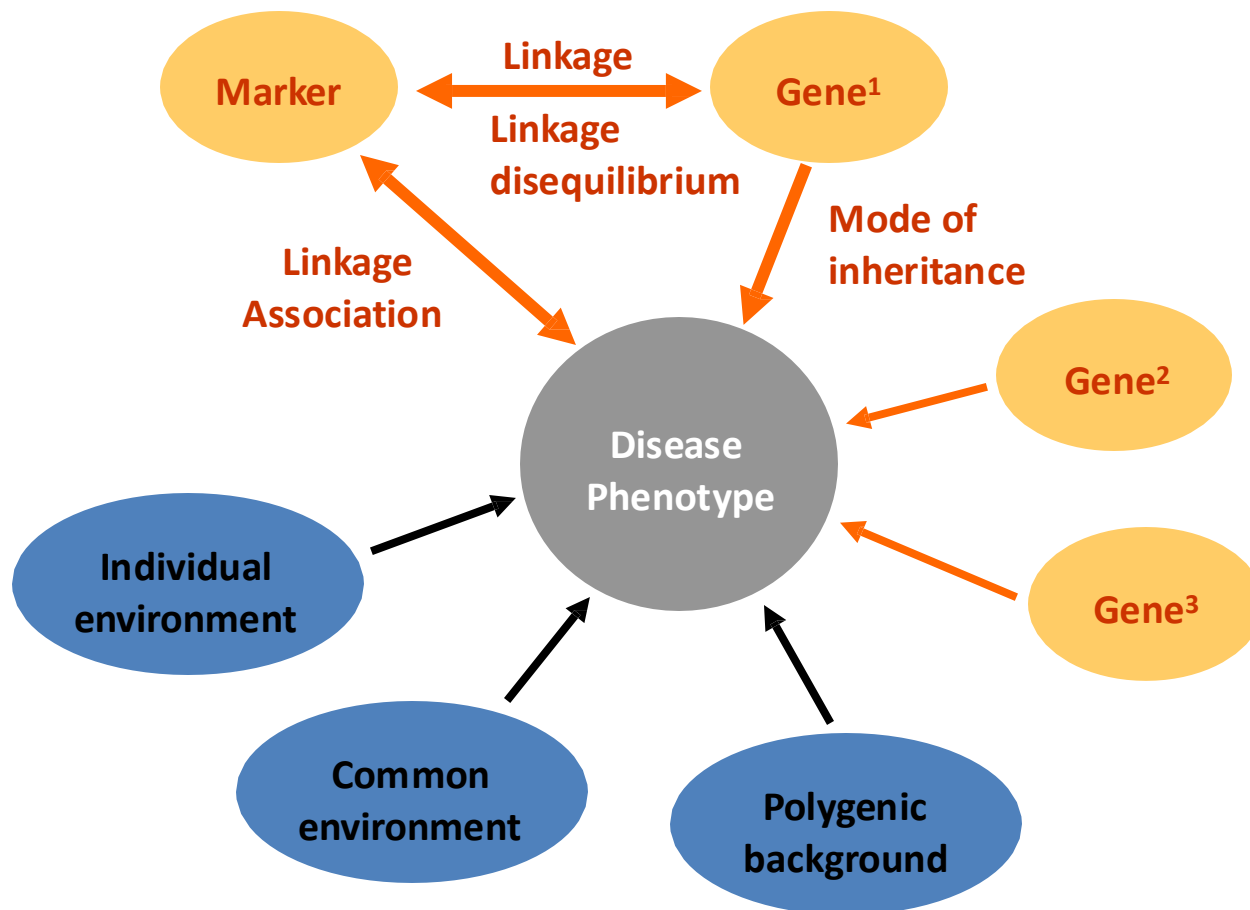 Marker
Linkage
Gene¹
Linkage
disequilibrium
Mode of
inheritance
Linkage
Association
Gene²
Disease
Phenotype
Individual
environment
Gene³
Common
environment
Polygenic
background